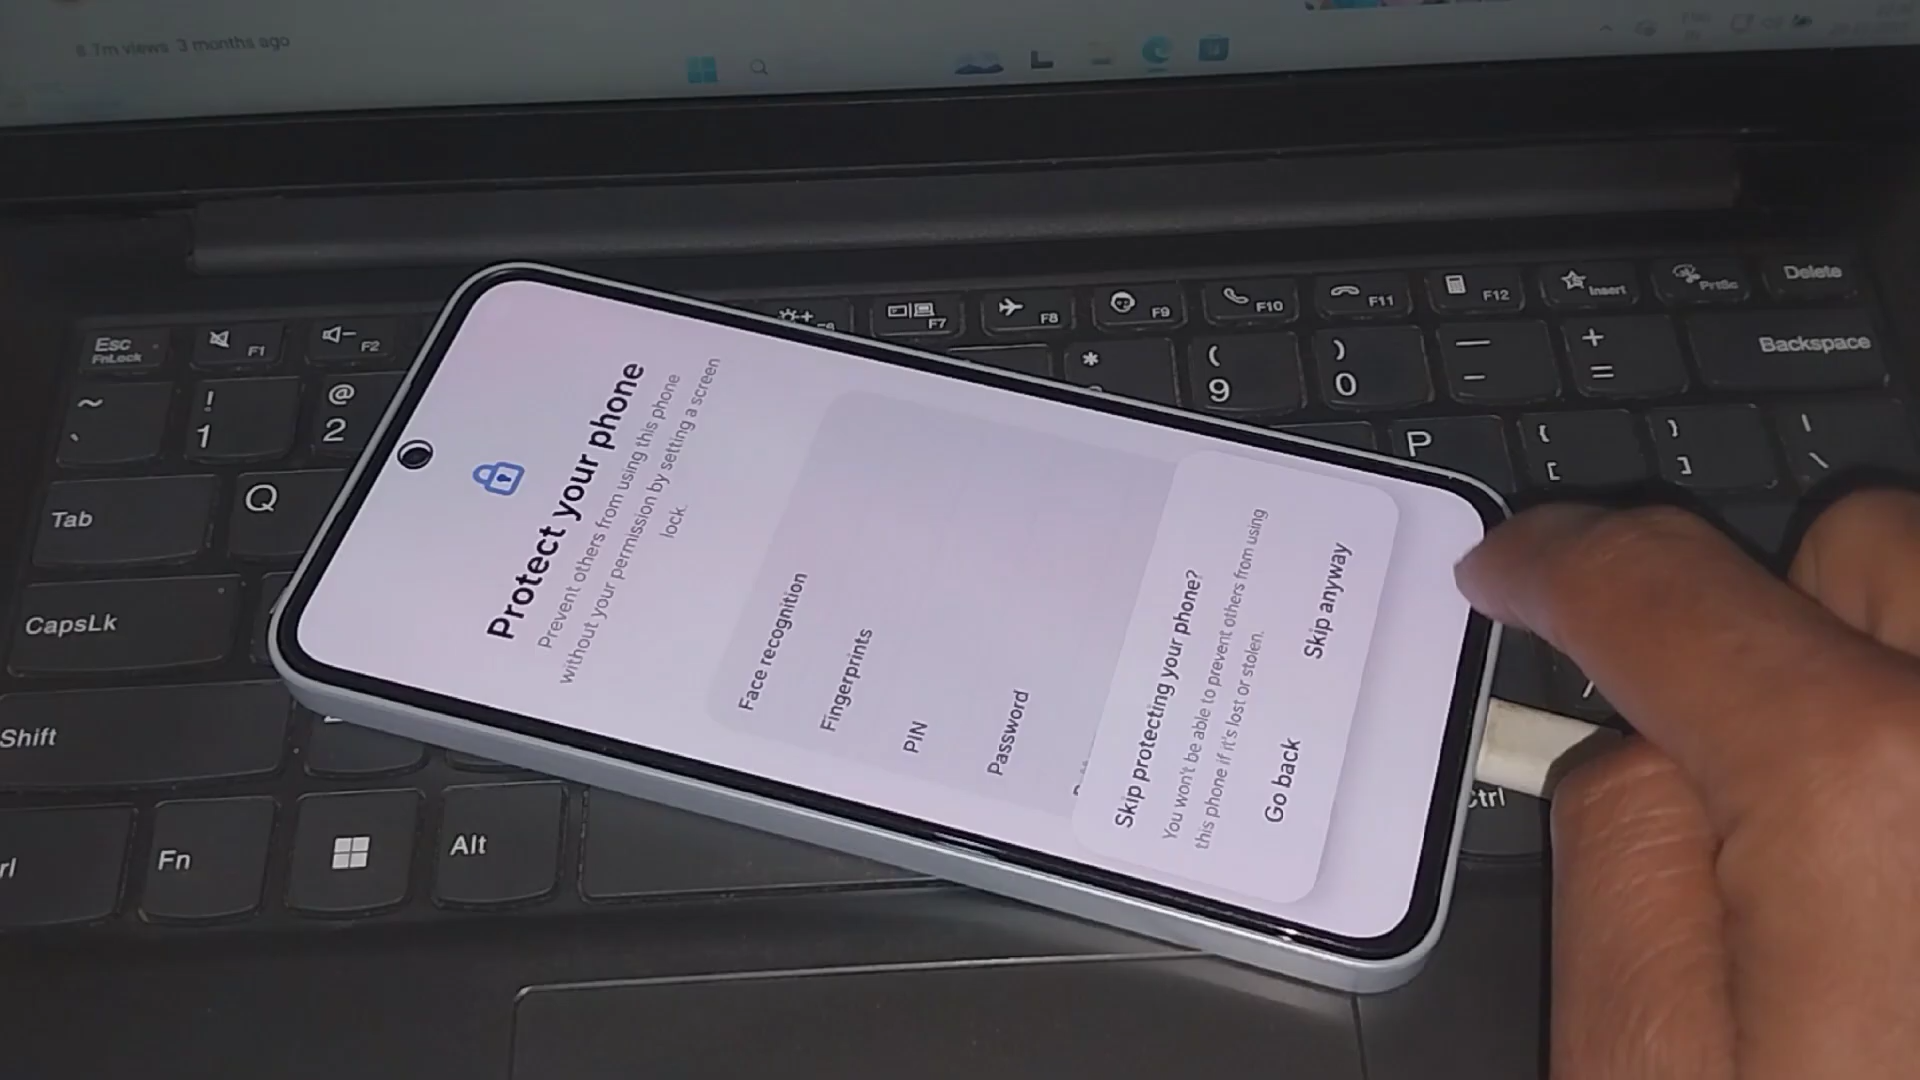 8.7m views 3 months ago
Protect your phone
Prevent others from using this phone
without your permission by setting a screen
lock.
Face recognition
Fingerprints
PIN
Password
Skip protecting your phone?
You won't be able to prevent others from using
this phone if it's lost or stolen.
Go back
Skip anyway
Esc
FnLock
F1
F2
F7
F8
F9
F10
F11
F12
Insert
PrtSc
Delete
~
`
!
1
@
2
*
(
9
)
0
—
-
+
=
Backspace
Tab
Q
P
{
[
}
]
|
\
CapsLk
Shift
Fn
Alt
Ctrl